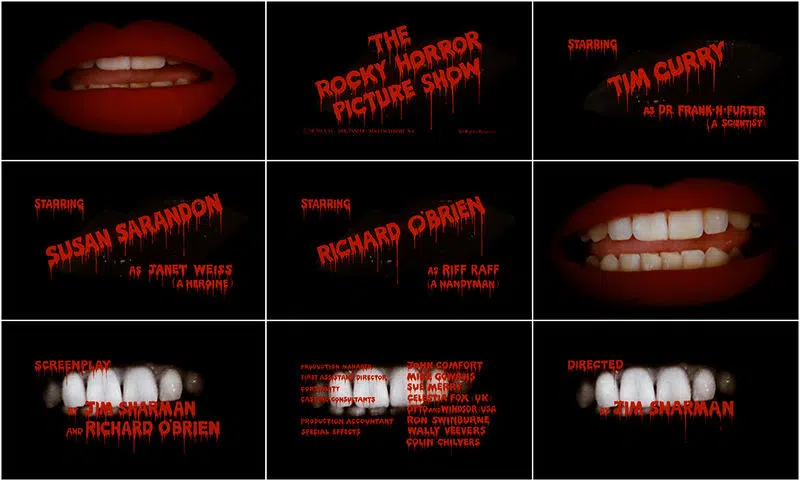 THE
ROCKY HORROR
PICTURE SHOW
STARRING
TIM CURRY
AS DR FRANK·N·FURTER
(A SCIENTIST)
STARRING
SUSAN SARANDON
AS JANET WEISS
(A HEROINE)
STARRING
RICHARD O'BRIEN
AS RIFF RAFF
(A HANDYMAN)
SCREENPLAY
BY JIM SHARMAN
AND RICHARD O'BRIEN
PRODUCTION MANAGER JOHN COMFORT
FIRST ASSISTANT DIRECTOR MIKE GOWANS
CONTINUITY SUE MERRY
CASTING CONSULTANTS CELESTIA FOX UK
OTTO AND WINDSOR USA
PRODUCTION ACCOUNTANT RON SWINBURNE
SPECIAL EFFECTS WALLY VEEVERS
COLIN CHILVERS
DIRECTED
BY JIM SHARMAN